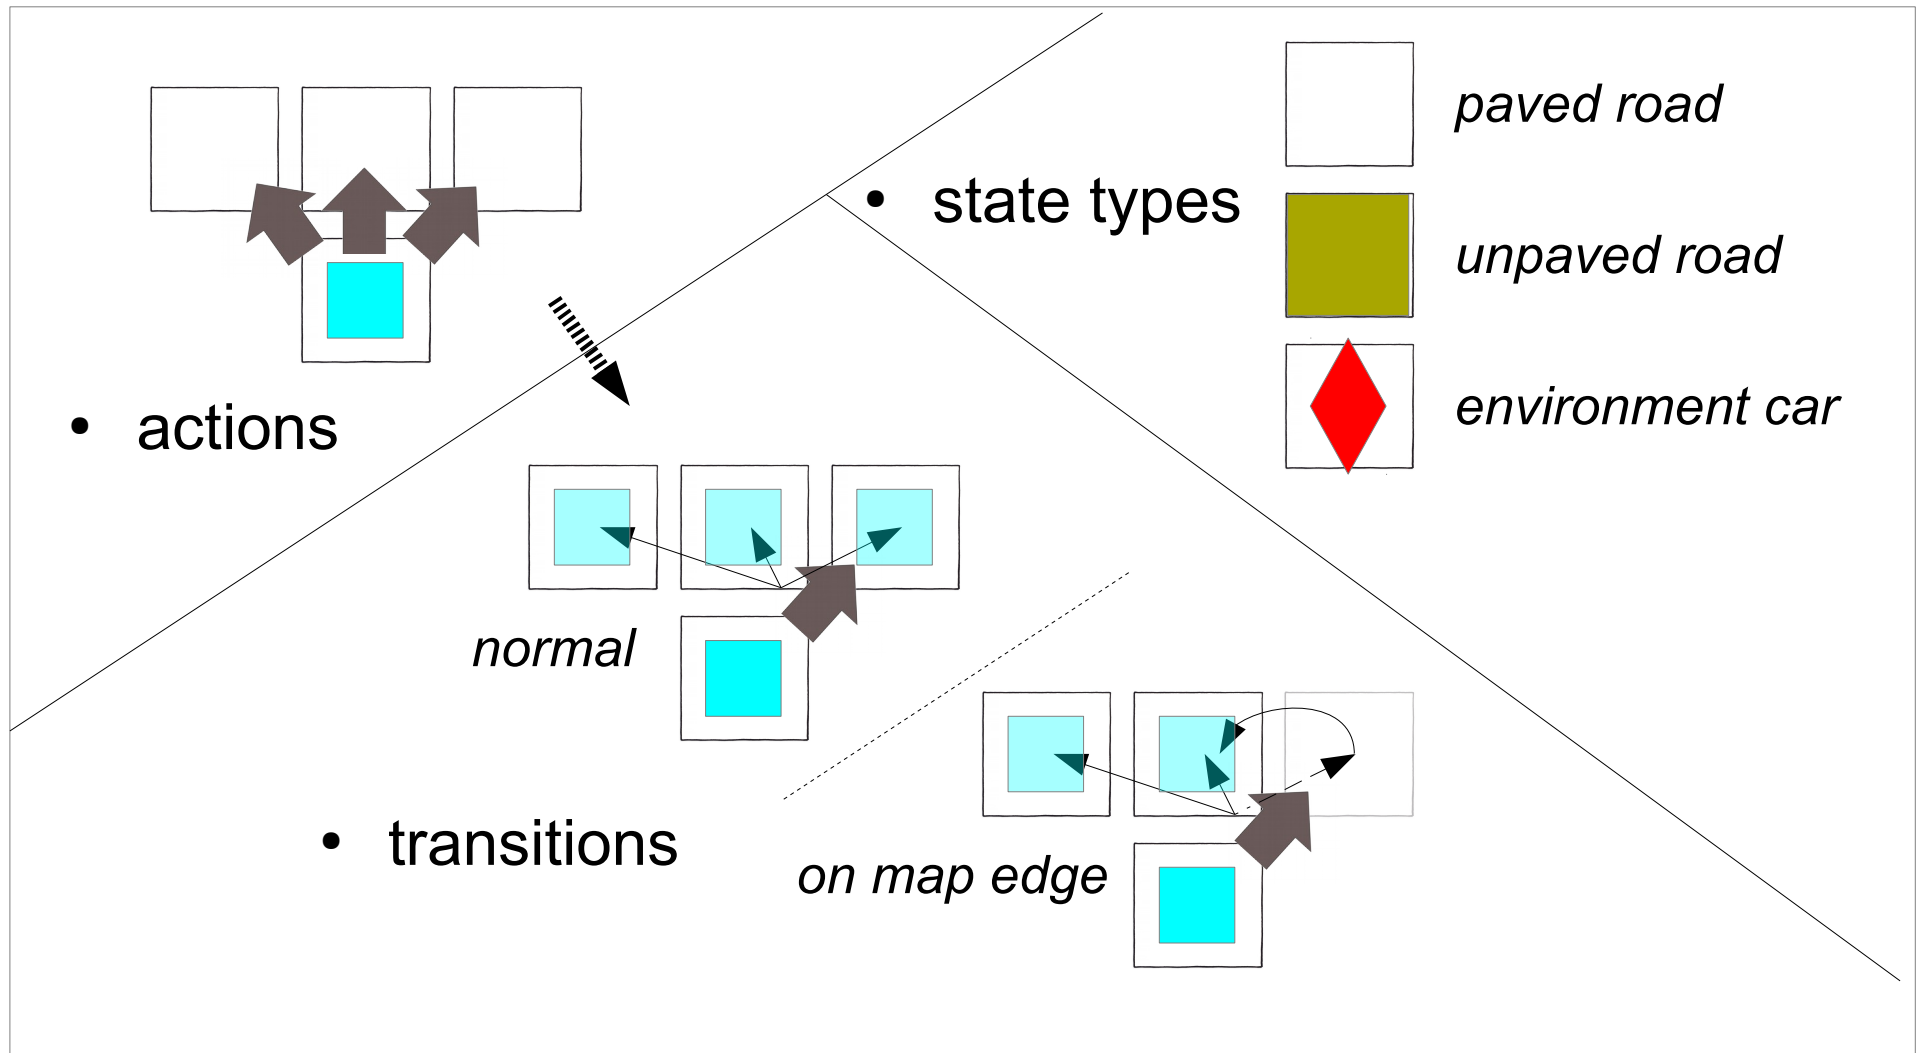 • actions
• state types
paved road
unpaved road
environment car
normal
• transitions
on map edge